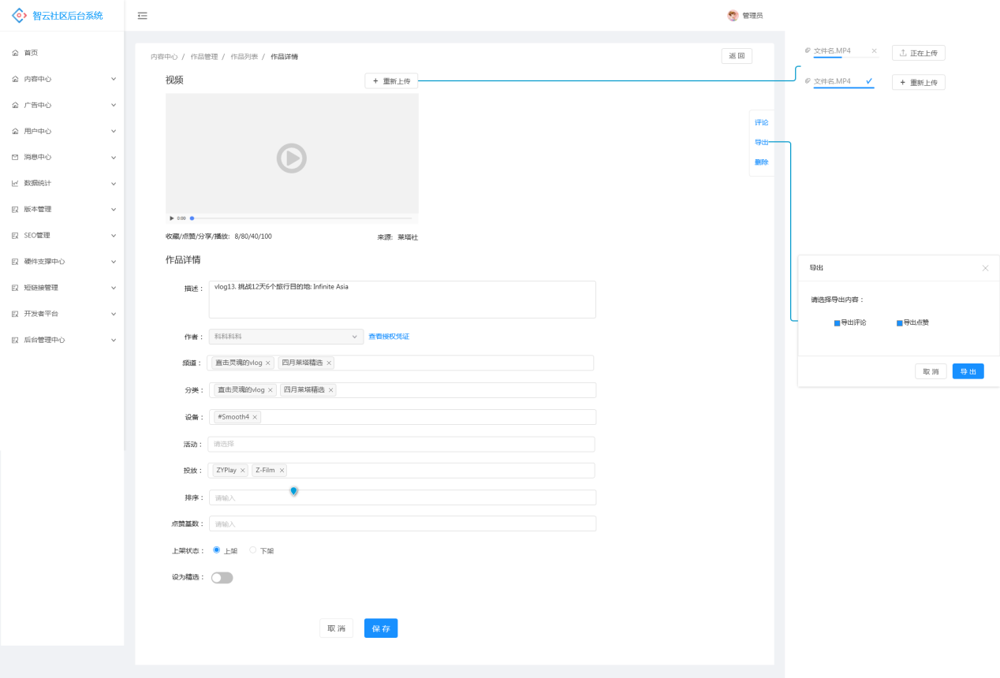 智云社区后台系统
管理员
首页
内容中心
广告中心
用户中心
消息中心
数据统计
版本管理
SEO管理
硬件支撑中心
短链接管理
开发者平台
后台管理中心
内容中心 / 作品管理 / 作品列表 / 作品详情
返 回
视频
+ 重新上传
0:00
收藏/点赞/分享/播放: 8/80/40/100
来源: 莱塔社
评论
导出
删除
作品详情
描述: vlog13. 挑战12天6个旅行目的地: Infinite Asia
作者: 科科科科 查看授权凭证
频道: 直击灵魂的vlog × 四月莱塔精选 ×
分类: 直击灵魂的vlog × 四月莱塔精选 ×
设备: #Smooth4 ×
活动: 请选择
投放: ZYPlay × Z-Film ×
排序: 请输入
点赞基数: 请输入
上架状态: 上架 下架
设为精选:
取 消 保 存
文件名.MP4 × 正在上传
文件名.MP4 + 重新上传
导出
请选择导出内容:
导出评论 导出点赞
取 消 导 出